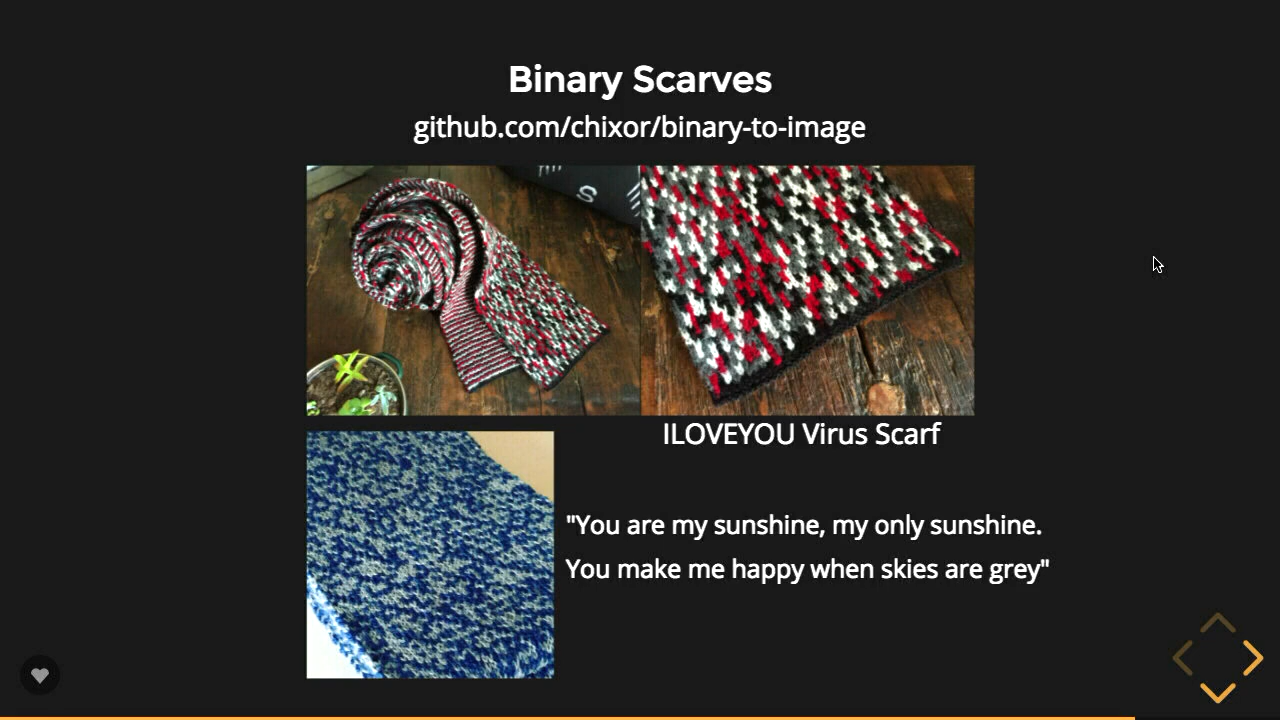 Binary Scarves
github.com/chixor/binary-to-image
S
ILOVEYOU Virus Scarf
"You are my sunshine, my only sunshine.
You make me happy when skies are grey"